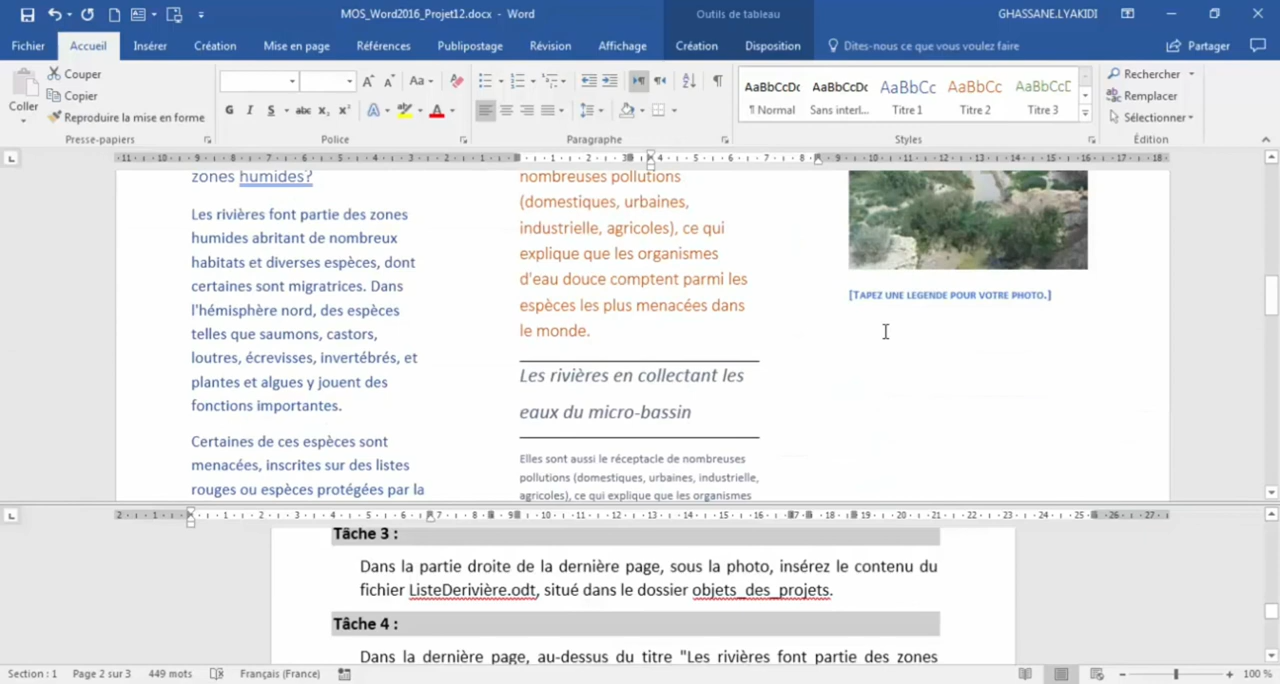 MOS_Word2016_Projet12.docx - Word
Outils de tableau
GHASSANE.LYAKIDI
Fichier
Accueil
Insérer
Création
Mise en page
Références
Publipostage
Révision
Affichage
Création
Disposition
Dites-nous ce que vous voulez faire
Partager
Coller
Couper
Copier
Reproduire la mise en forme
Presse-papiers
G I S abc x₂ x²
Police
Paragraphe
AaBbCcDc AaBbCcDc AaBbCc AaBbCc AaBbCcD
¶ Normal
Sans interl...
Titre 1
Titre 2
Titre 3
Styles
Rechercher
Remplacer
Sélectionner
Édition
zones humides?
Les rivières font partie des zones
humides abritant de nombreux
habitats et diverses espèces, dont
certaines sont migratrices. Dans
l'hémisphère nord, des espèces
telles que saumons, castors,
loutres, écrevisses, invertébrés, et
plantes et algues y jouent des
fonctions importantes.
Certaines de ces espèces sont
menacées, inscrites sur des listes
rouges ou espèces protégées par la
nombreuses pollutions
(domestiques, urbaines,
industrielle, agricoles), ce qui
explique que les organismes
d'eau douce comptent parmi les
espèces les plus menacées dans
le monde.
Les rivières en collectant les
eaux du micro-bassin
Elles sont aussi le réceptacle de nombreuses
pollutions (domestiques, urbaines, industrielle,
agricoles), ce qui explique que les organismes
[TAPEZ UNE LEGENDE POUR VOTRE PHOTO.]
Tâche 3 :
Dans la partie droite de la dernière page, sous la photo, insérez le contenu du
fichier ListeDerivière.odt, situé dans le dossier objets_des_projets.
Tâche 4 :
Dans la dernière page, au-dessus du titre "Les rivières font partie des zones
Section : 1
Page 2 sur 3
449 mots
Français (France)
100 %